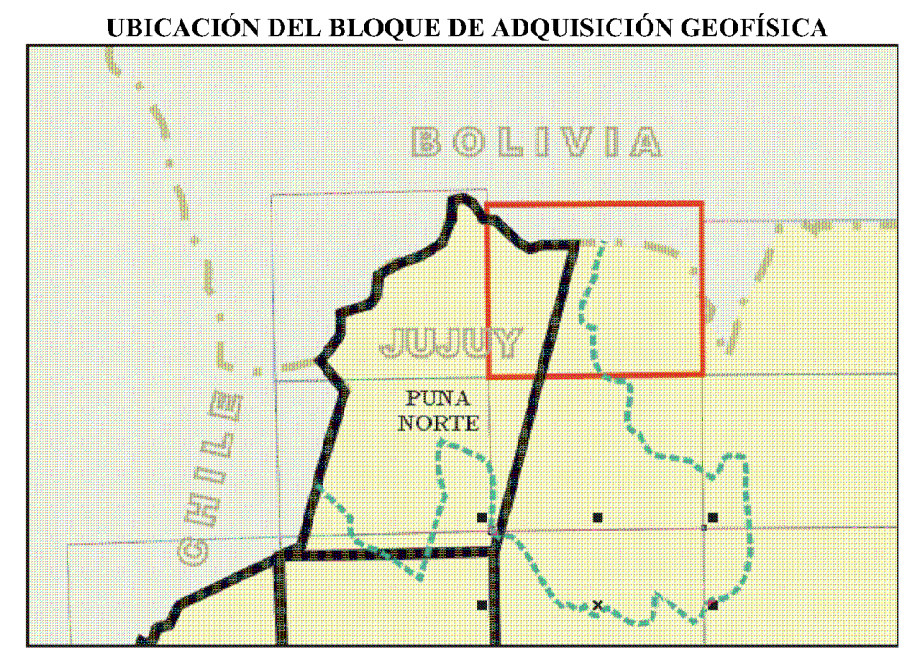 UBICACIÓN DEL BLOQUE DE ADQUISICIÓN GEOFÍSICA
BOLIVIA
JUJUY
PUNA
NORTE
CHILE